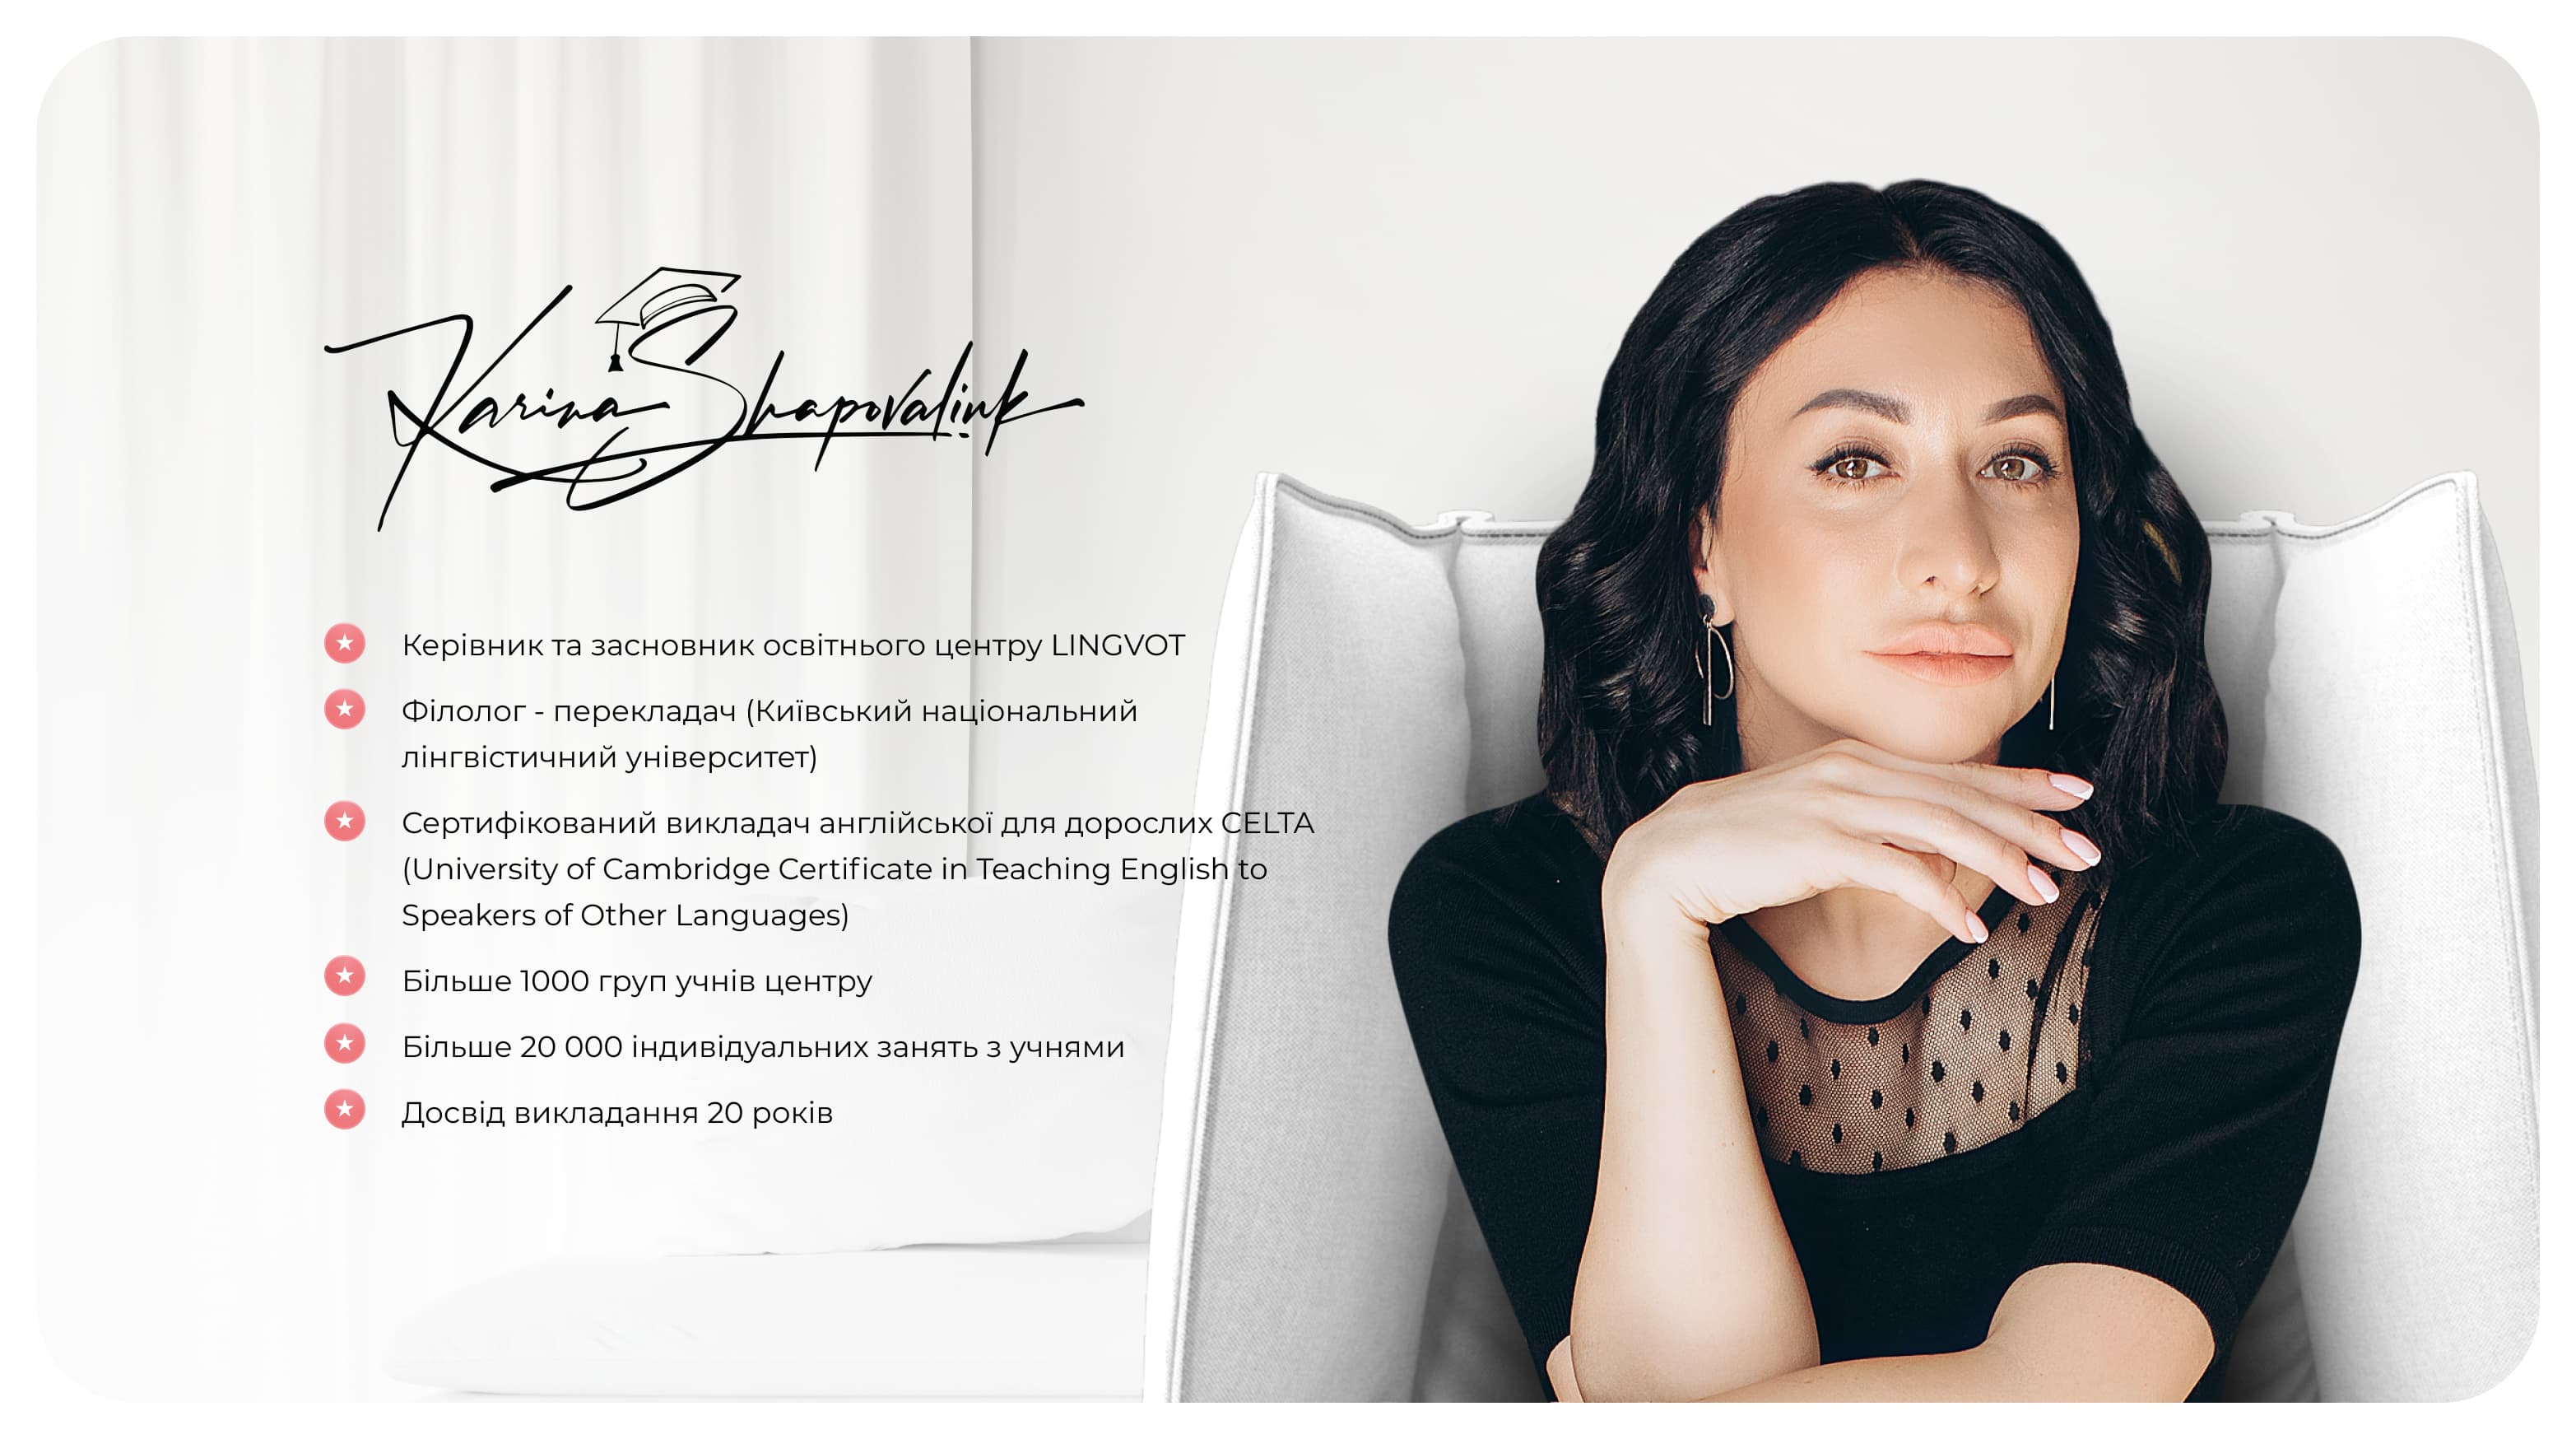 Karina Shapovalink
Керівник та засновник освітнього центру LINGVOT
Філолог - перекладач (Київський національний
лінгвістичний університет)
Сертифікований викладач англійської для дорослих CELTA
(University of Cambridge Certificate in Teaching English to
Speakers of Other Languages)
Більше 1000 груп учнів центру
Більше 20 000 індивідуальних занять з учнями
Досвід викладання 20 років